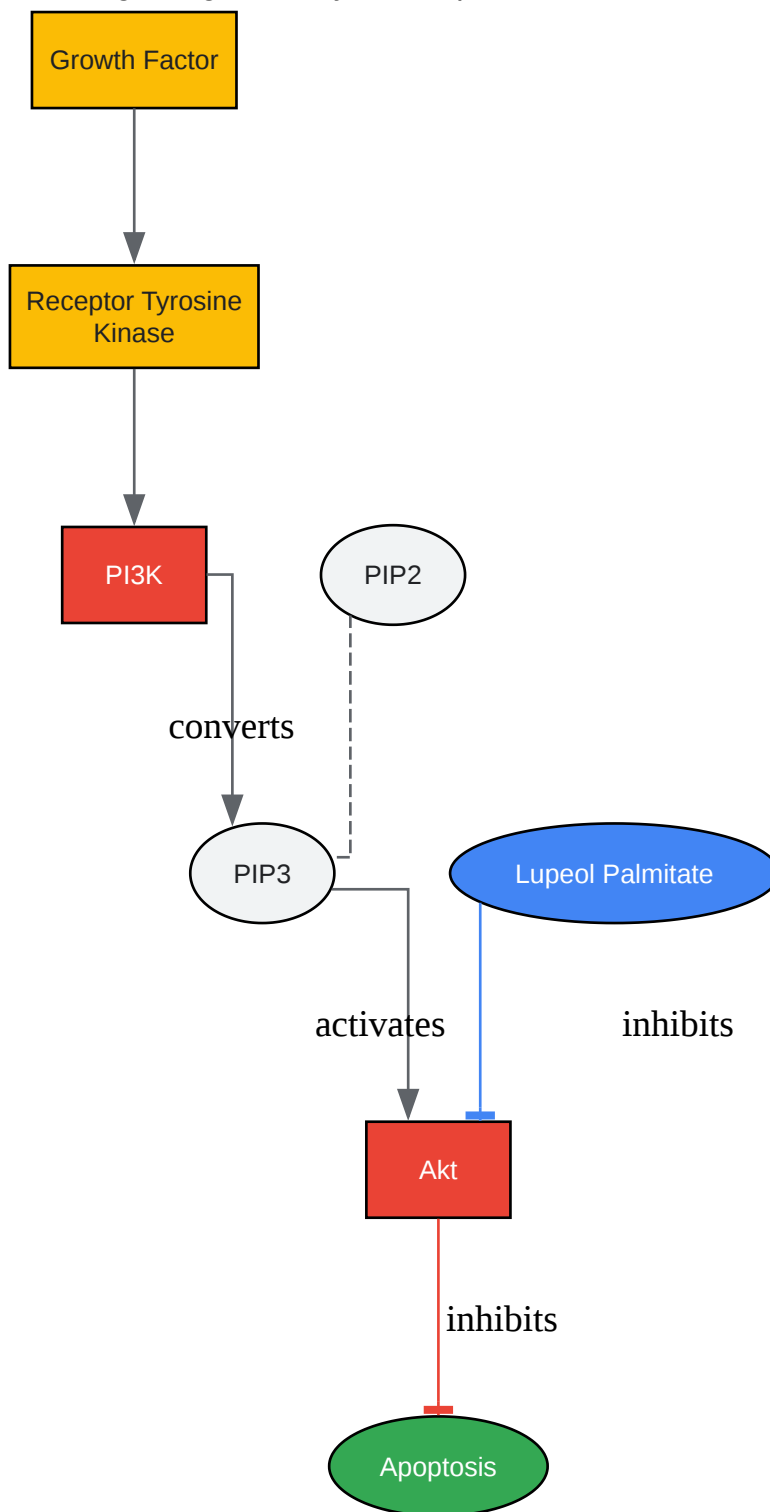 Growth Factor
Receptor Tyrosine
Kinase
PI3K
PIP2
converts
PIP3
Lupeol Palmitate
activates
inhibits
Akt
inhibits
Apoptosis